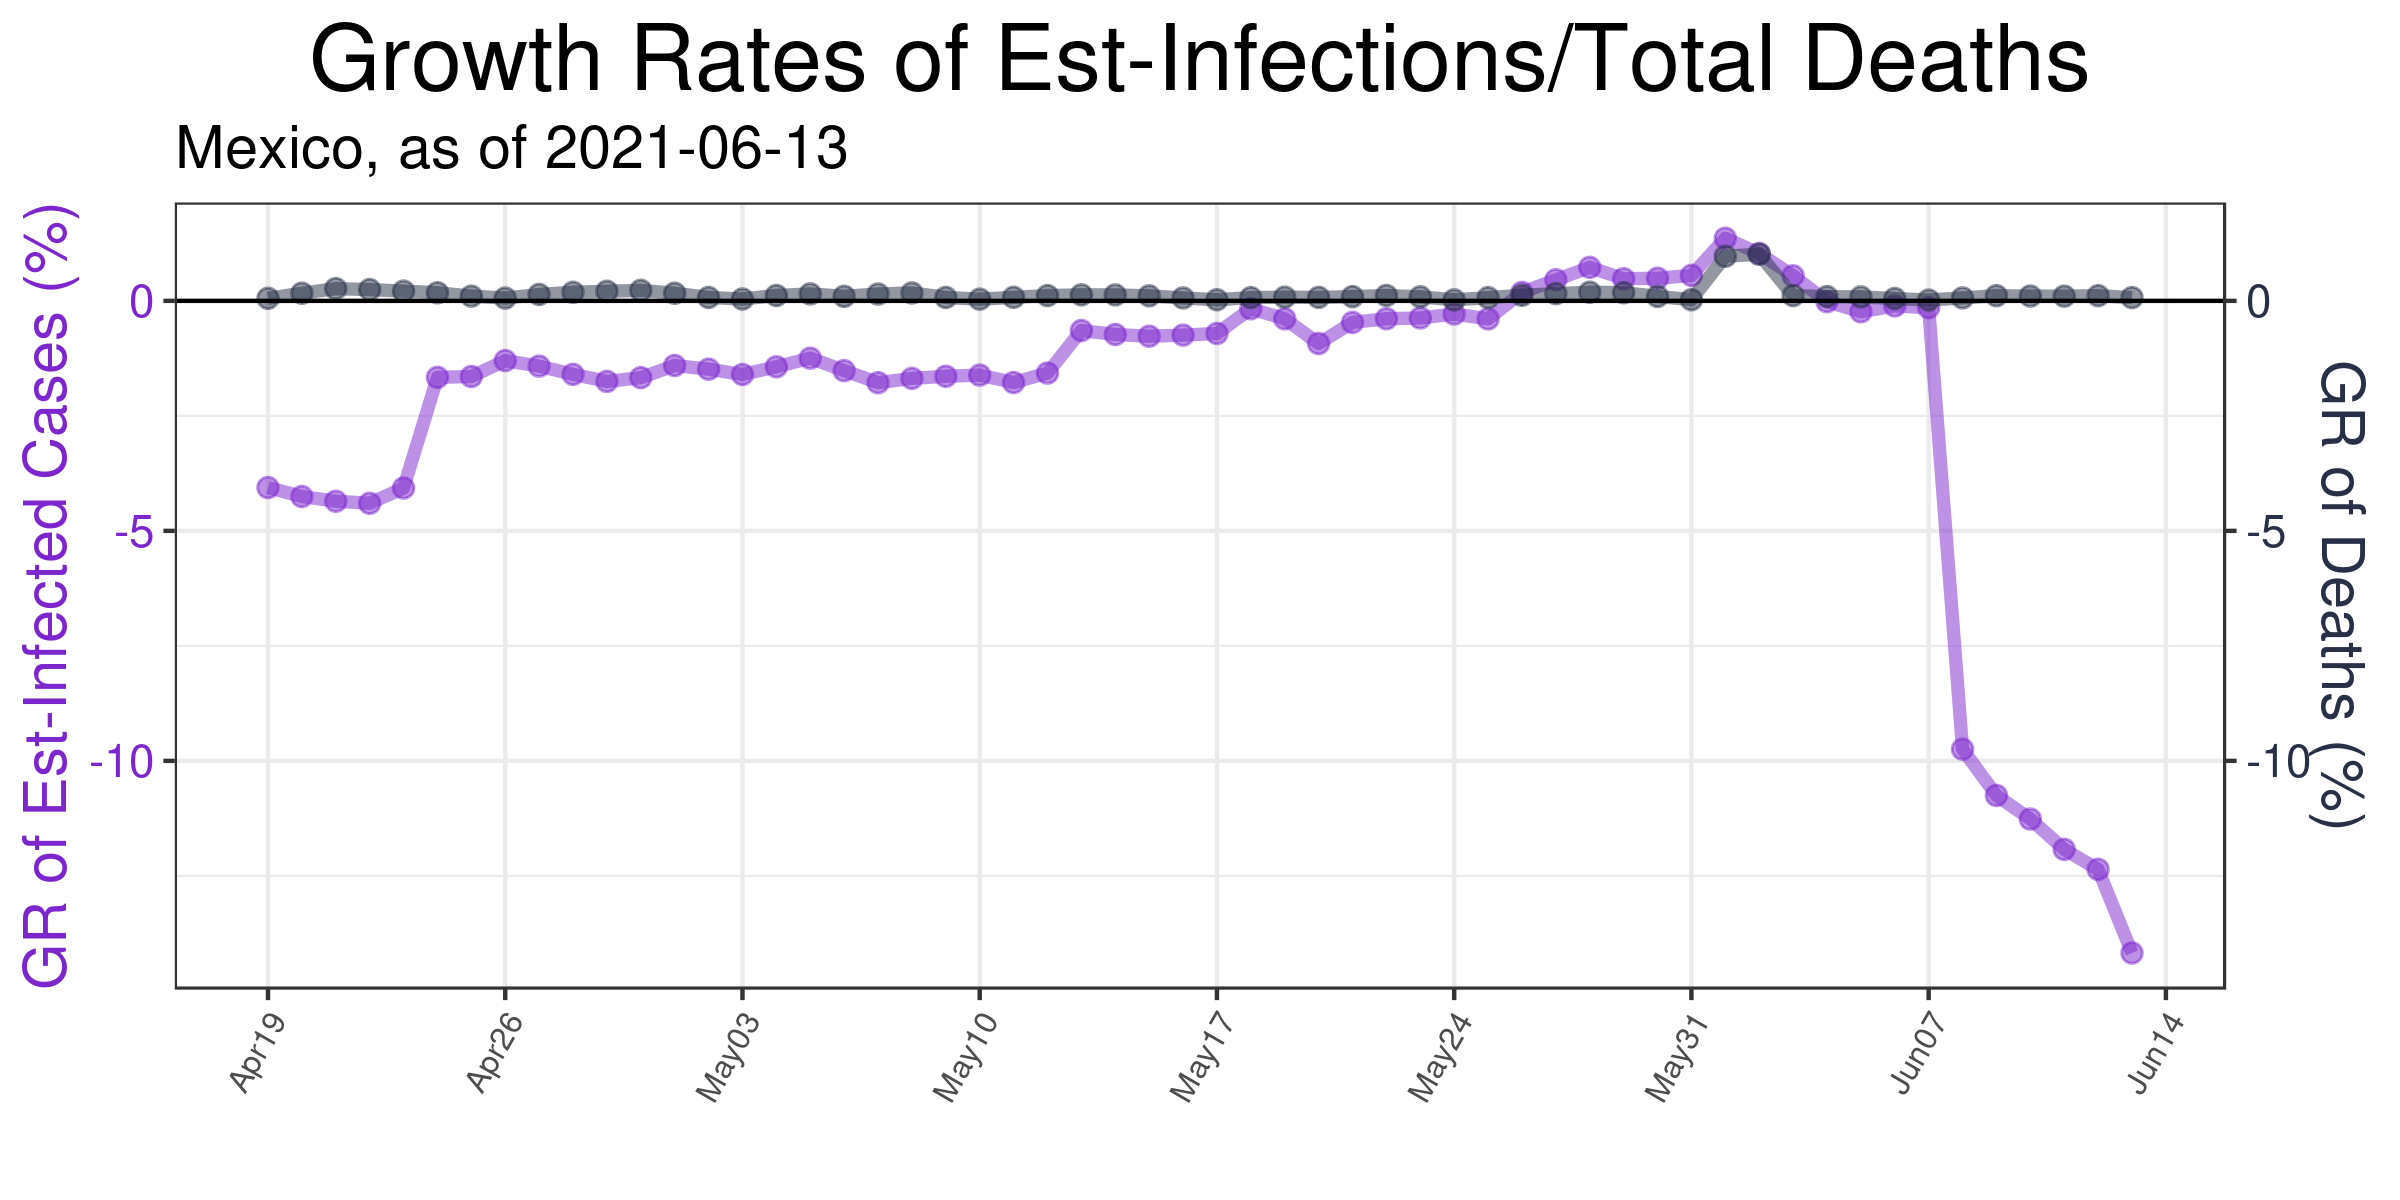 Growth Rates of Est-Infections/Total Deaths
Mexico, as of 2021-06-13
GR of Est-Infected Cases (%)
0
-5
-10
0
-5
-10
GR of Deaths (%)
Apr19
Apr26
May03
May10
May17
May24
May31
Jun07
Jun14